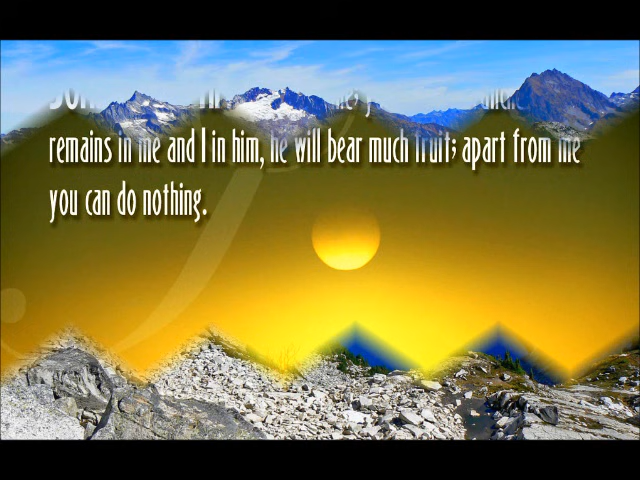 remains in me and I in him, he will bear much fruit; apart from me
you can do nothing.